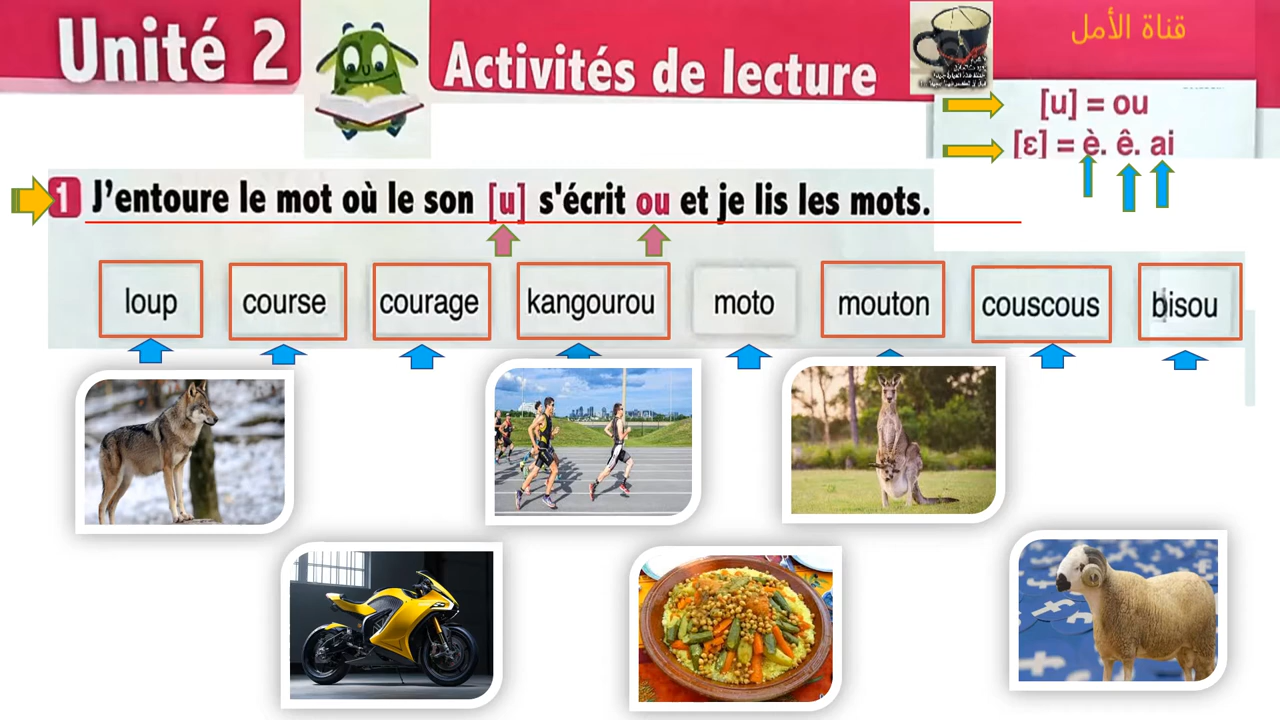 Unité 2
Activités de lecture
قناة الأمل
[u] = ou
[ɛ] = è. ê. ai
1 J'entoure le mot où le son [u] s'écrit ou et je lis les mots.
loup course courage kangourou moto mouton couscous bisou